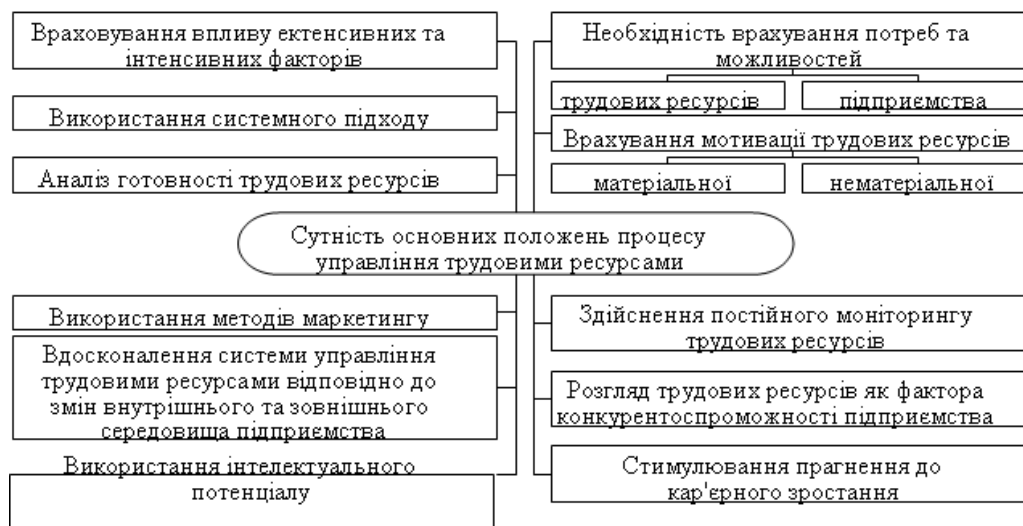 Враховування впливу ектенсивних та
інтенсивних факторів
Використання системного підходу
Аналіз готовності трудових ресурсів
Необхідність врахування потреб та
можливостей
трудових ресурсів
підприємства
Врахування мотивації трудових ресурсів
матеріальної
нематеріальної
Сутність основних положень процесу
управління трудовими ресурсами
Використання методів маркетингу
Вдосконалення системи управління
трудовими ресурсами відповідно до
змін внутрішнього та зовнішнього
середовища підприємства
Використання інтелектуального
потенціалу
Здійснення постійного моніторингу
трудових ресурсів
Розгляд трудових ресурсів як фактора
конкурентоспроможності підприємства
Стимулювання прагнення до
кар'єрного зростання